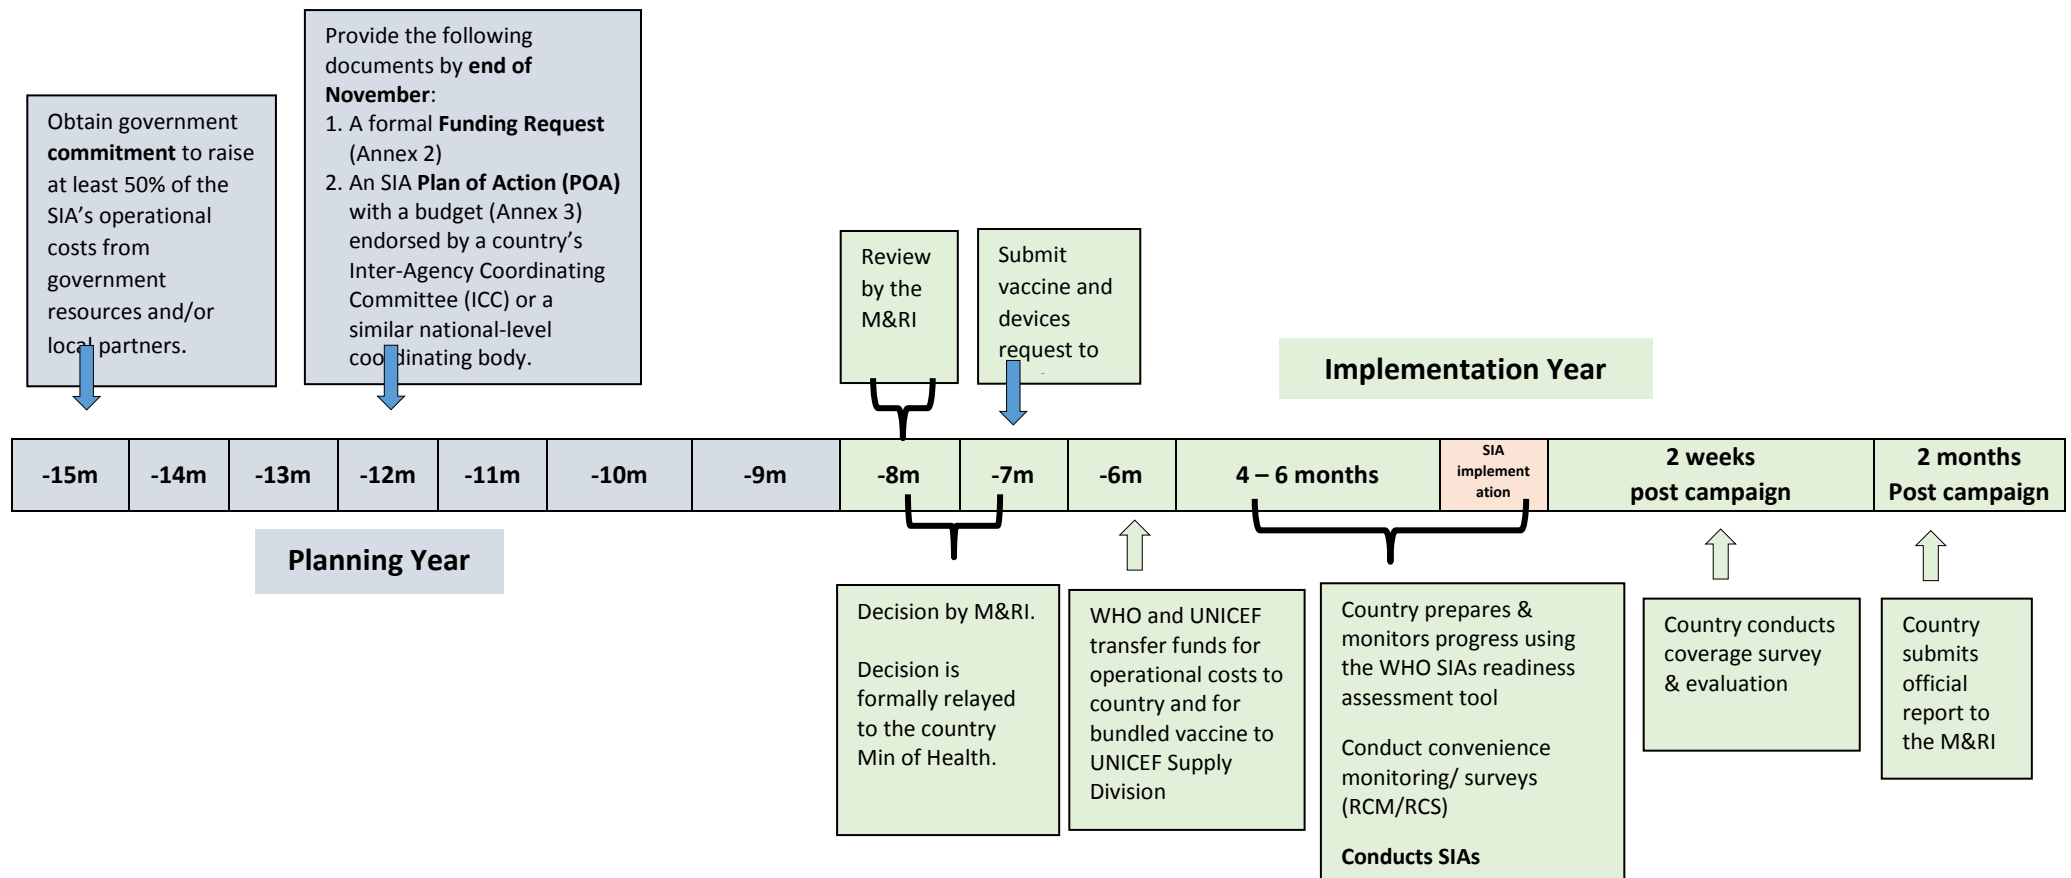 Obtain government
commitment to raise
at least 50% of the
SIA's operational
costs from
government
resources and/or
local partners.
Provide the following
documents by end of
November:
1. A formal Funding Request
(Annex 2)
2. An SIA Plan of Action (POA)
with a budget (Annex 3)
endorsed by a country's
Inter-Agency Coordinating
Committee (ICC) or a
similar national-level
coordinating body.
Review
by the
M&RI
Submit
vaccine and
devices
request to
Implementation Year
-15m
-14m
-13m
-12m
-11m
-10m
-9m
-8m
-7m
-6m
4 – 6 months
SIA
implement
ation
2 weeks
post campaign
2 months
Post campaign
Planning Year
Decision by M&RI.
Decision is
formally relayed
to the country
Min of Health.
WHO and UNICEF
transfer funds for
operational costs to
country and for
bundled vaccine to
UNICEF Supply
Division
Country prepares &
monitors progress using
the WHO SIAs readiness
assessment tool
Conduct convenience
monitoring/ surveys
(RCM/RCS)
Conducts SIAs
Country conducts
coverage survey
& evaluation
Country
submits
official
report to
the M&RI